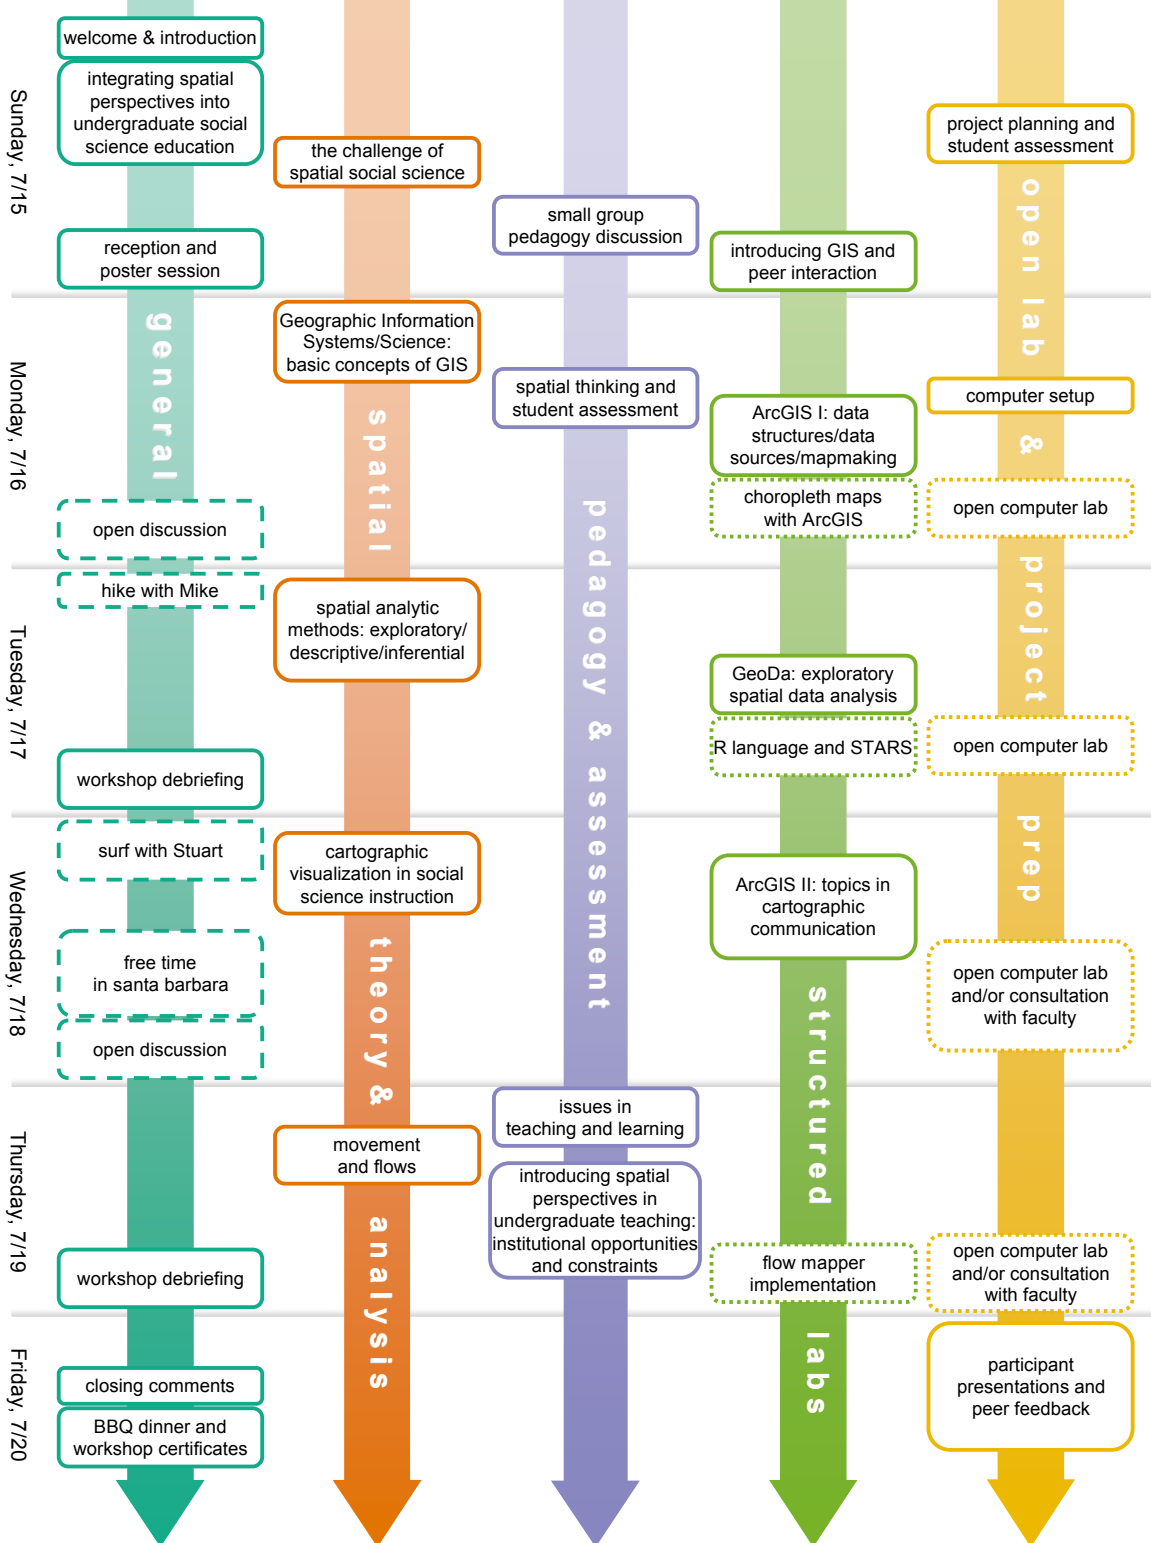 Sunday, 7/15
welcome & introduction
integrating spatial
perspectives into
undergraduate social
science education
the challenge of
spatial social science
project planning and
student assessment
small group
pedagogy discussion
reception and
poster session
introducing GIS and
peer interaction
Monday, 7/16
Geographic Information
Systems/Science:
basic concepts of GIS
spatial thinking and
student assessment
computer setup
ArcGIS I: data
structures/data
sources/mapmaking
choropleth maps
with ArcGIS
open computer lab
open discussion
Tuesday, 7/17
hike with Mike
spatial analytic
methods: exploratory/
descriptive/inferential
GeoDa: exploratory
spatial data analysis
R language and STARS
open computer lab
workshop debriefing
Wednesday, 7/18
surf with Stuart
cartographic
visualization in social
science instruction
ArcGIS II: topics in
cartographic
communication
free time
in santa barbara
open computer lab
and/or consultation
with faculty
open discussion
Thursday, 7/19
issues in
teaching and learning
movement
and flows
introducing spatial
perspectives in
undergraduate teaching:
institutional opportunities
and constraints
workshop debriefing
flow mapper
implementation
open computer lab
and/or consultation
with faculty
Friday, 7/20
participant
presentations and
peer feedback
closing comments
BBQ dinner and
workshop certificates
general
spatial theory & analysis
pedagogy & assessment
structured labs
open lab & project prep